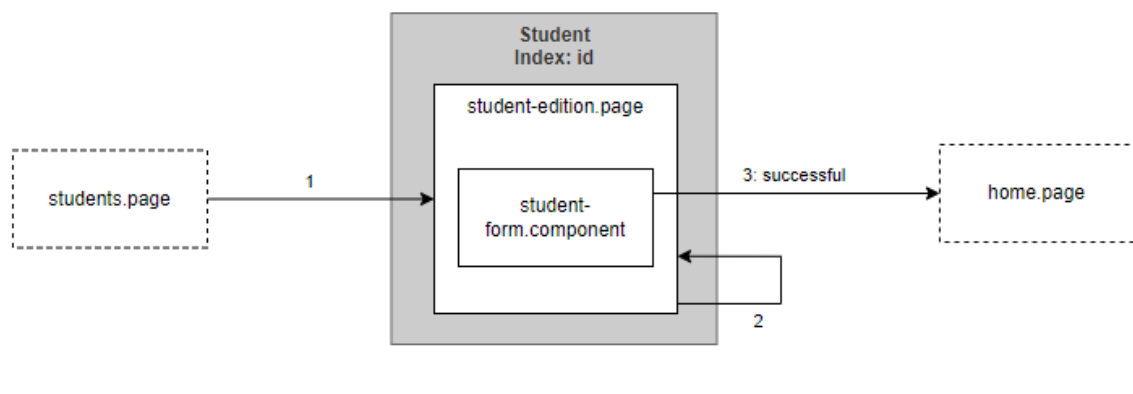 Student
Index: id
student-edition.page
students.page
1
student-
form.component
3: successful
home.page
2